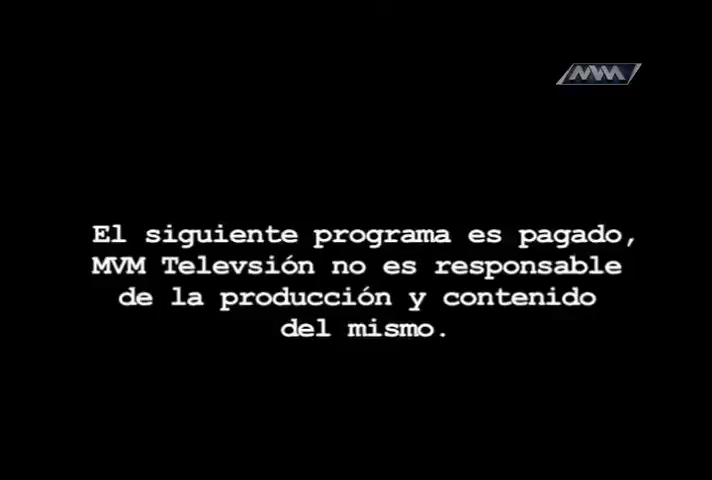 MVM
El siguiente programa es pagado,
MVM Televsión no es responsable
de la producción y contenido
del mismo.